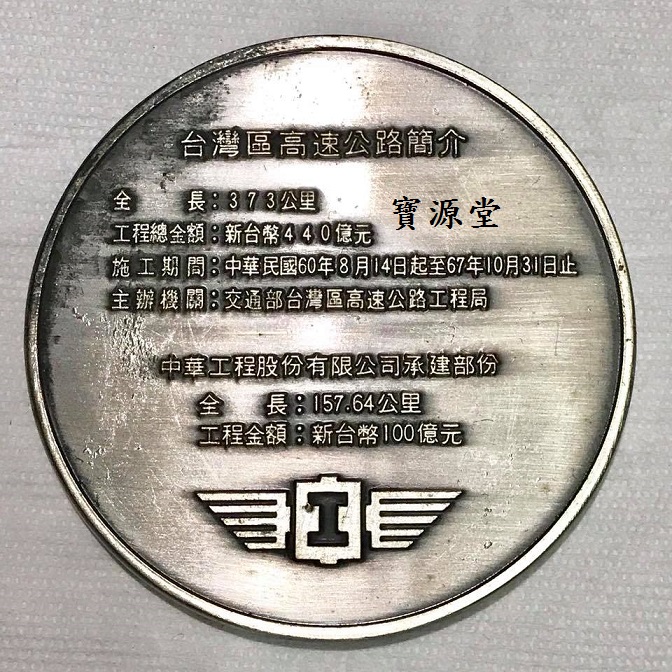 台灣區高速公路簡介
全　　長：373公里
寶源堂
工程總金額：新台幣440億元
施工期間：中華民國60年8月14日起至67年10月31日止
主辦機關：交通部台灣區高速公路工程局
中華工程股份有限公司承建部份
全　　長：157.64公里
工程金額：新台幣100億元
工